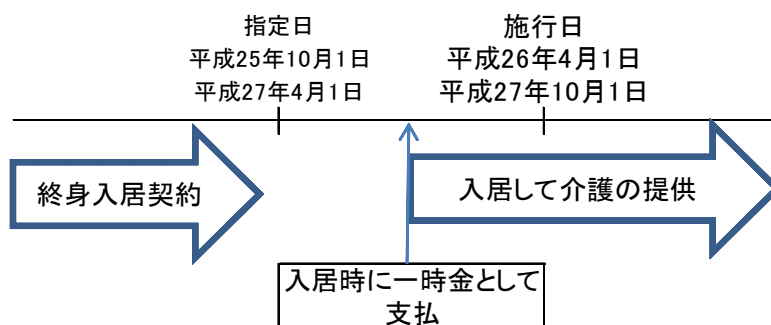 指定日
平成25年10月1日
平成27年4月1日
施行日
平成26年4月1日
平成27年10月1日
終身入居契約
入居して介護の提供
入居時に一時金として
支払